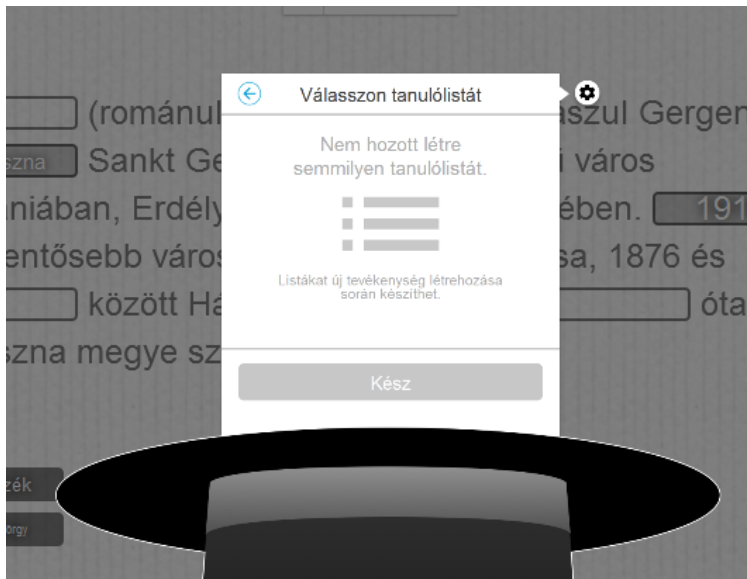 Válasszon tanulólistát
(románul
Gergen
Nem hozott létre
semmilyen tanulólistát.
szna Sankt Ge
i város
niában, Erdély
ében. 191
entősebb város
sa, 1876 és
Listákat új tevékenység létrehozása
során készíthet.
között Há
óta
szna megye sz
Kész
zék
örgy